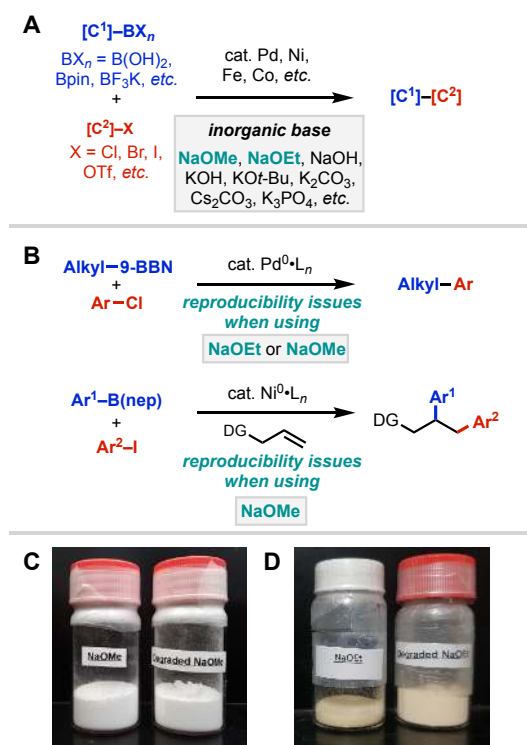 A
[C¹]–BXₙ
BXₙ = B(OH)₂,
Bpin, BF₃K, etc.
+
[C²]–X
X = Cl, Br, I,
OTf, etc.
cat. Pd, Ni,
Fe, Co, etc.
inorganic base
NaOMe, NaOEt, NaOH,
KOH, KOt-Bu, K₂CO₃,
Cs₂CO₃, K₃PO₄, etc.
[C¹]–[C²]
B
Alkyl–9-BBN
+
Ar–Cl
cat. Pd⁰•Lₙ
reproducibility issues
when using
NaOEt or NaOMe
Alkyl–Ar
Ar¹–B(nep)
+
Ar²–I
cat. Ni⁰•Lₙ
DG
reproducibility issues
when using
NaOMe
Ar¹
DG
Ar²
C
NaOMe
Degraded NaOMe
D
NaOEt
Degraded NaOEt